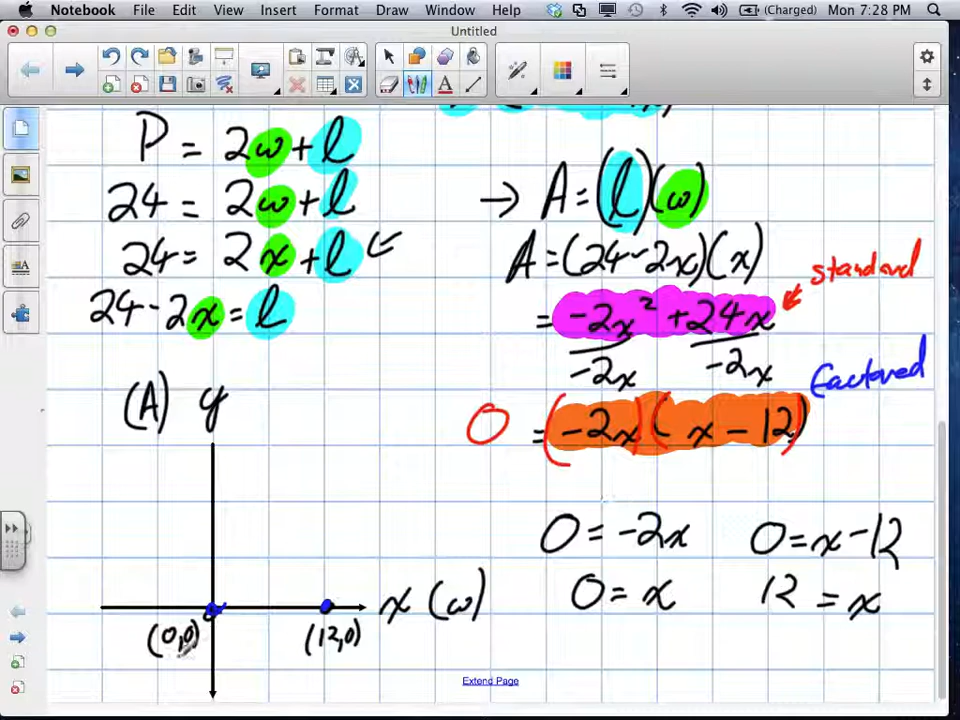 Notebook File Edit View Insert Format Draw Window Help (Charged) Mon 7:28 PM
Untitled
P = 2w+l
24 = 2w+l
24 = 2x+l ←
24-2x=l
→ A=(l)(w)
A=(24-2x)(x)
= -2x² +24x
standard
-2x -2x
factored
0 =(-2x)(x-12)
0=-2x 0=x-12
0=x 12=x
(A) y
x (w)
(0,0) (12,0)
Extend Page